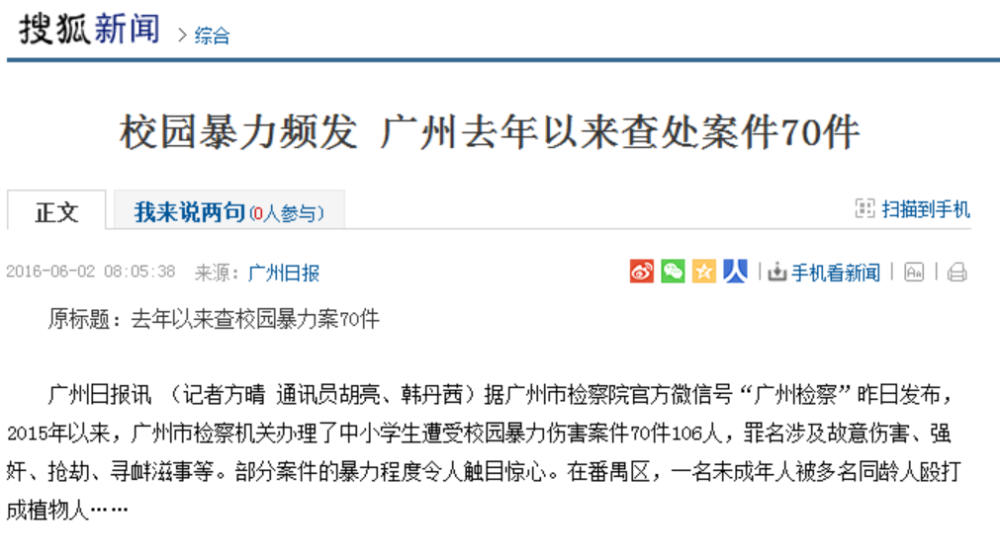 搜狐新闻 > 综合
校园暴力频发 广州去年以来查处案件70件
正文 我来说两句(0人参与) 扫描到手机
2016-06-02 08:05:38 来源：广州日报 手机看新闻
原标题：去年以来查校园暴力案70件
广州日报讯 （记者方晴 通讯员胡亮、韩丹茜）据广州市检察院官方微信号“广州检察”昨日发布，
2015年以来，广州市检察机关办理了中小学生遭受校园暴力伤害案件70件106人，罪名涉及故意伤害、强
奸、抢劫、寻衅滋事等。部分案件的暴力程度令人触目惊心。在番禺区，一名未成年人被多名同龄人殴打
成植物人……